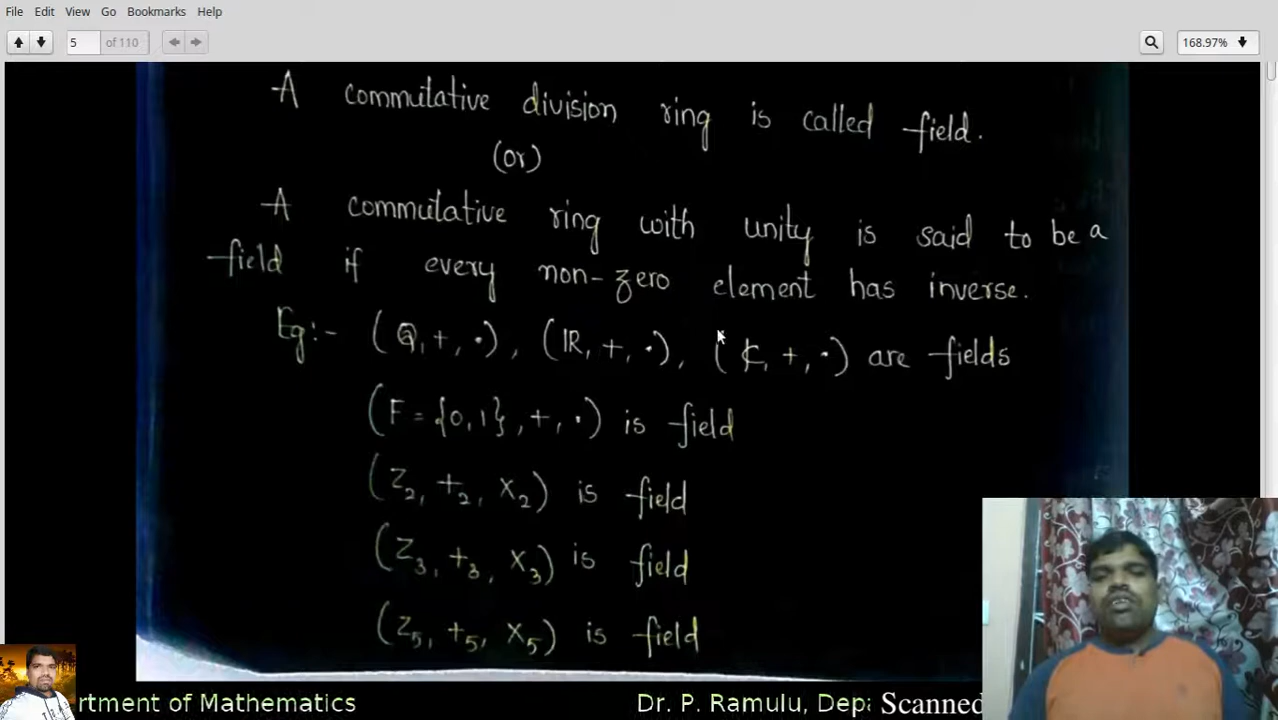 File Edit View Go Bookmarks Help
5 of 110 168.97%
A commutative division ring is called field.
(or)
A commutative ring with unity is said to be a
field if every non-zero element has inverse.
Eg:- (Q, +, ·), (IR, +, ·), (ℂ, +, ·) are fields
(F = {0, 1}, +, ·) is field
(Z₂, +₂, X₂) is field
(Z₃, +₃, X₃) is field
(Z₅, +₅, X₅) is field
rtment of Mathematics Dr. P. Ramulu, Dep: Scanned